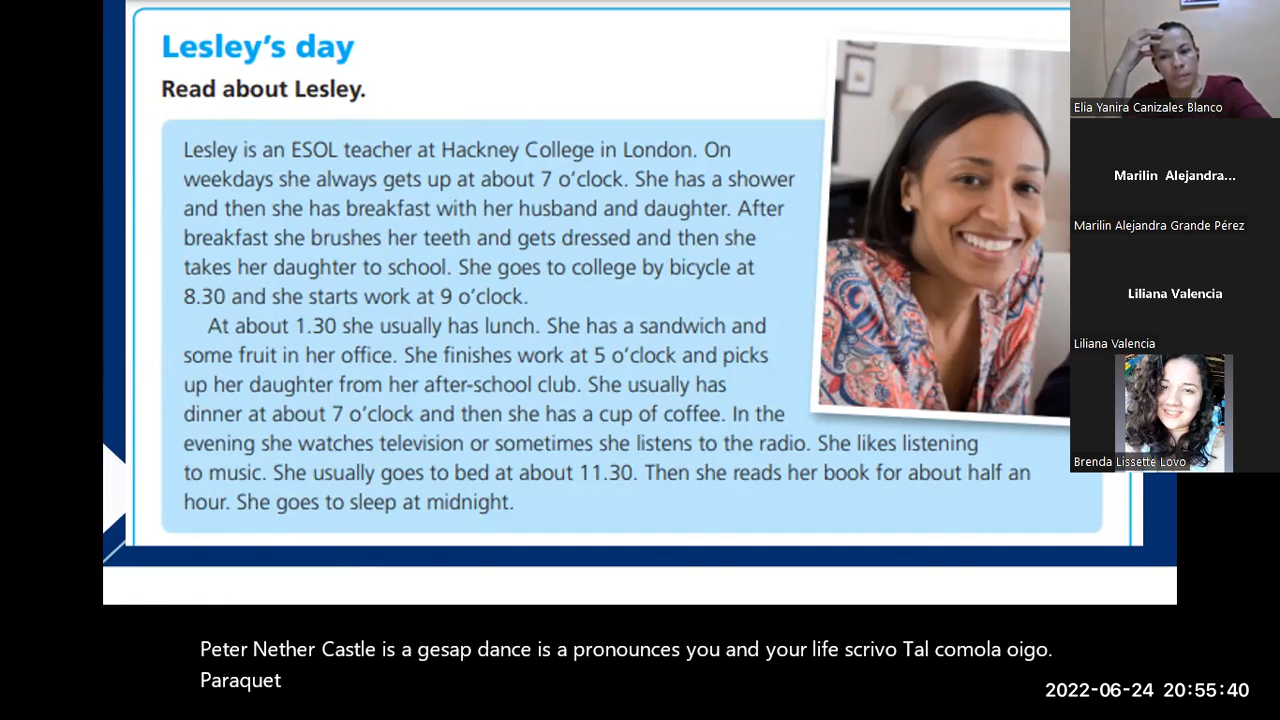 Lesley's day
Read about Lesley.
Lesley is an ESOL teacher at Hackney College in London. On
weekdays she always gets up at about 7 o'clock. She has a shower
and then she has breakfast with her husband and daughter. After
breakfast she brushes her teeth and gets dressed and then she
takes her daughter to school. She goes to college by bicycle at
8.30 and she starts work at 9 o'clock.
At about 1.30 she usually has lunch. She has a sandwich and
some fruit in her office. She finishes work at 5 o'clock and picks
up her daughter from her after-school club. She usually has
dinner at about 7 o'clock and then she has a cup of coffee. In the
evening she watches television or sometimes she listens to the radio. She likes listening
to music. She usually goes to bed at about 11.30. Then she reads her book for about half an
hour. She goes to sleep at midnight.
Elia Yanira Canizales Blanco
Marilin Alejandra...
Marilin Alejandra Grande Pérez
Liliana Valencia
Liliana Valencia
Brenda Lissette Lovo
Peter Nether Castle is a gesap dance is a pronounces you and your life scrivo Tal comola oigo.
Paraquet
2022-06-24 20:55:40